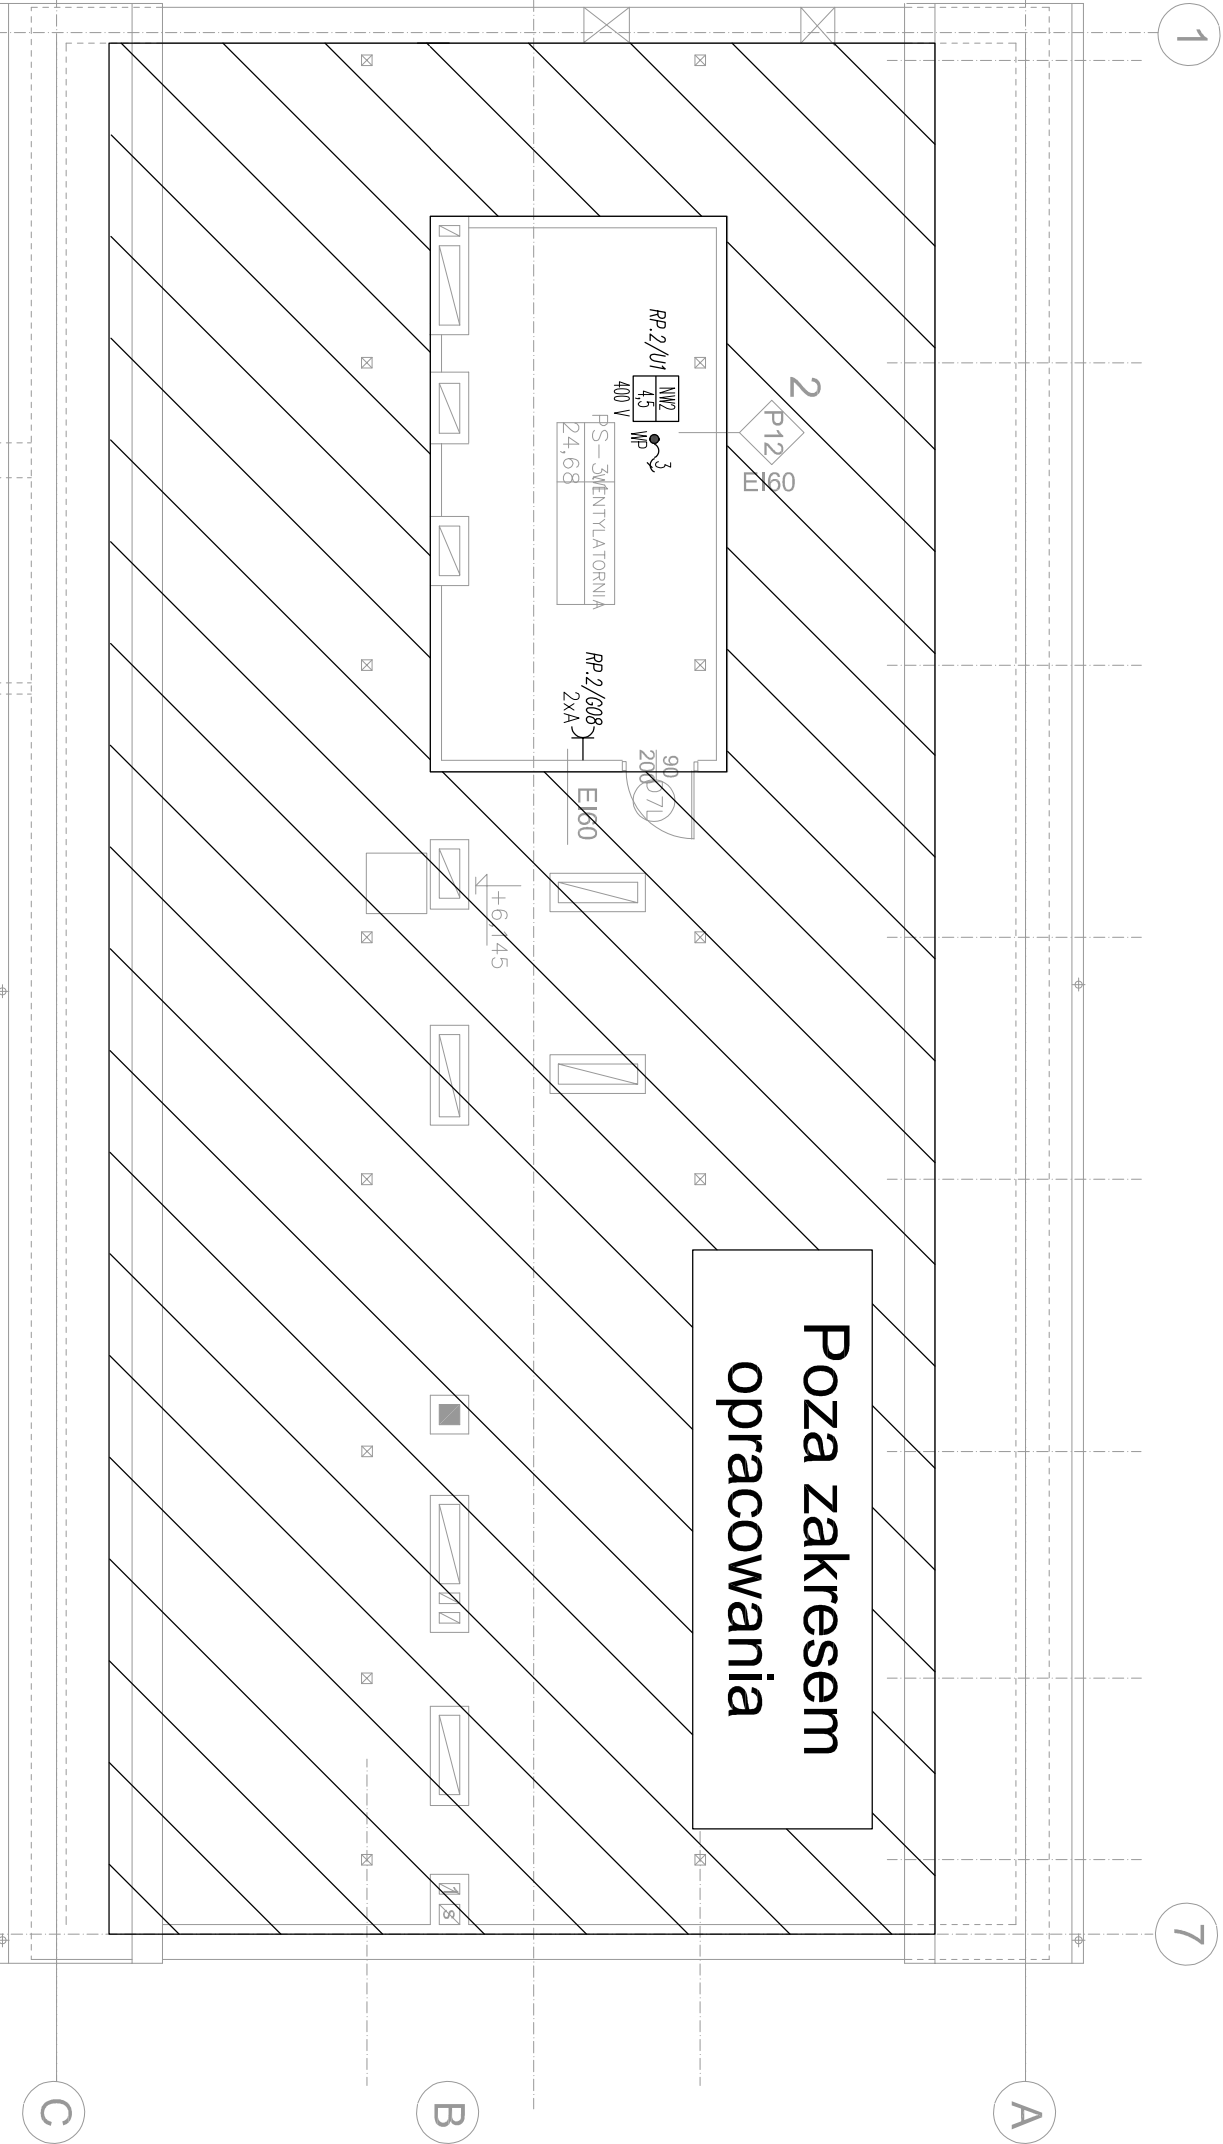 1
RP.2/U1
NW2
4,5
400 V
WP
3
2
P12
EI60
PS-3
WENTYLATORNIA
24,68
RP.2/G08
2xA
90
200
EI60
+6,145
Poza zakresem
opracowania
7
A
B
C